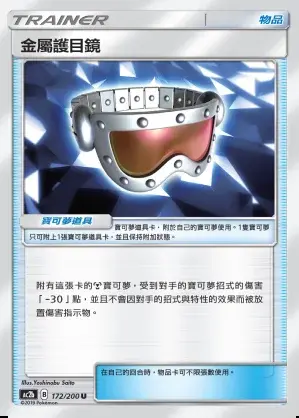 TRAINER 物品
金屬護目鏡
寶可夢道具
寶可夢道具卡，附於自己的寶可夢使用。1隻寶可夢
只可附上1張寶可夢道具卡，並且保持附加狀態。
附有這張卡的寶可夢，受到對手的寶可夢招式的傷害
「-30」點，並且不會因對手的招式與特性的效果而被放
置傷害指示物。
在自己的回合時，物品卡可不限張數使用。
Illus.Yoshinobu Saito
AC2b B 172/200 U
©2019 Pokémon